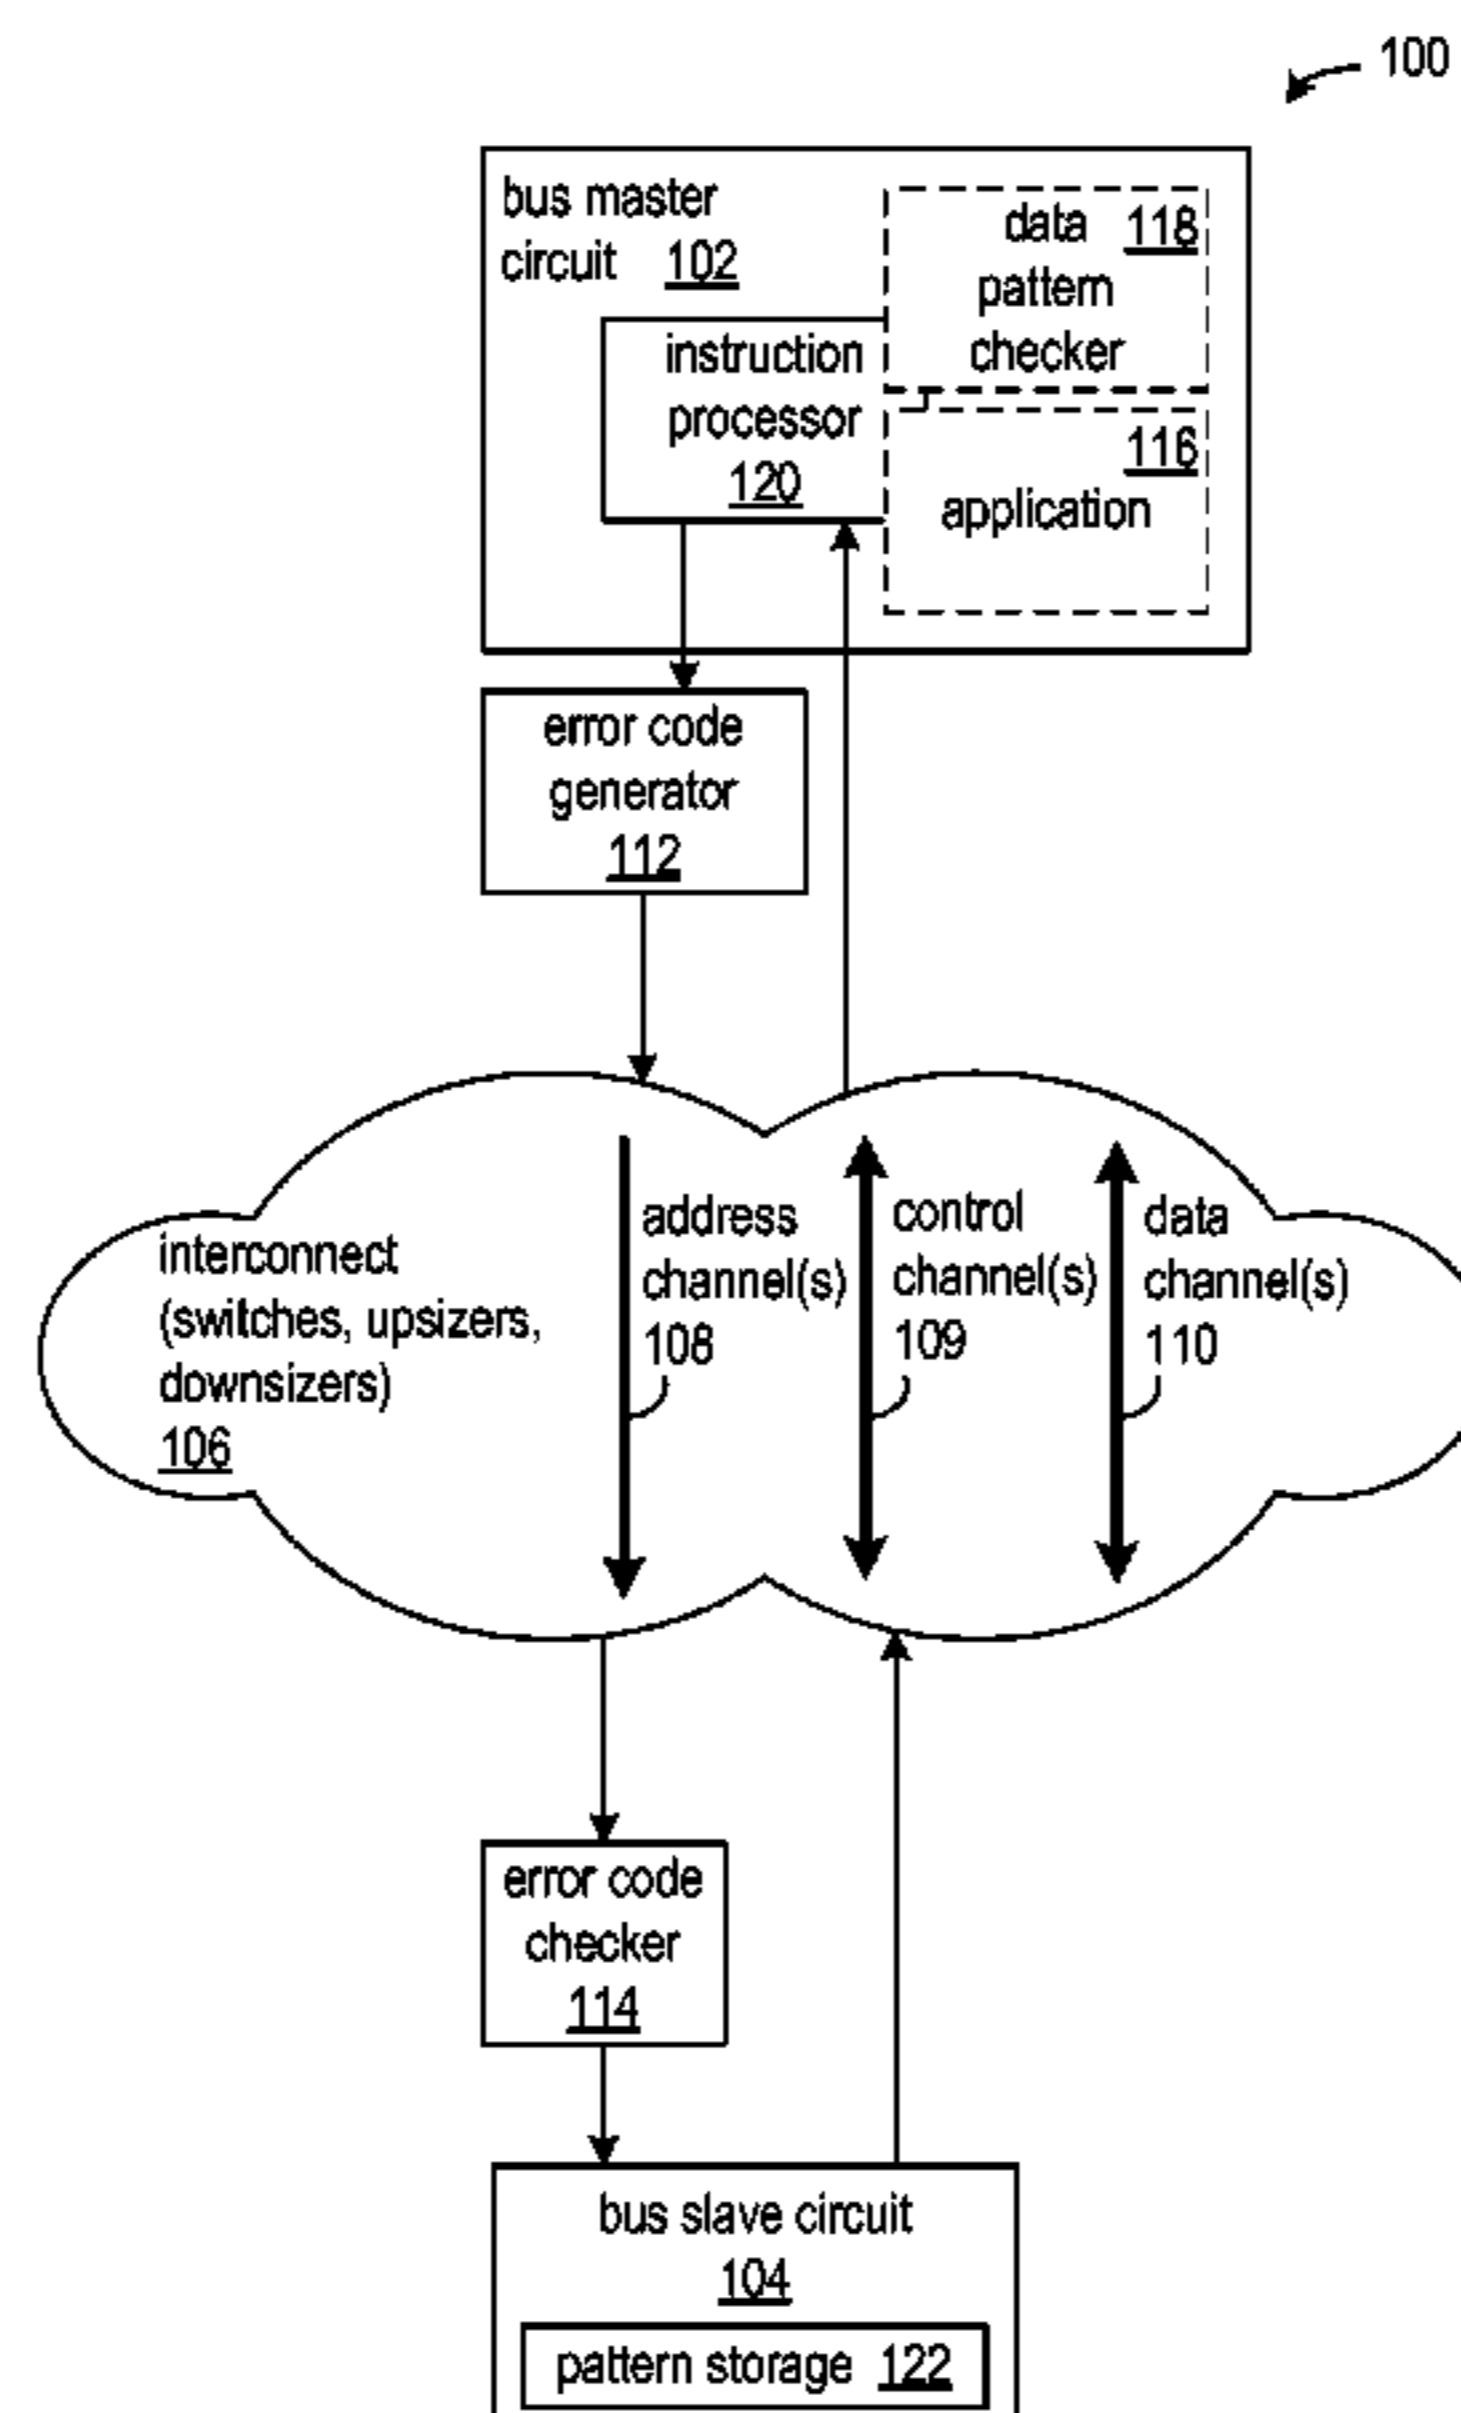 100
bus master
circuit 102
data 118
pattern
checker
instruction
processor
120
116
application
error code
generator
112
interconnect
(switches, upsizers,
downsizers)
106
address
channel(s)
108
control
channel(s)
109
data
channel(s)
110
error code
checker
114
bus slave circuit
104
pattern storage 122